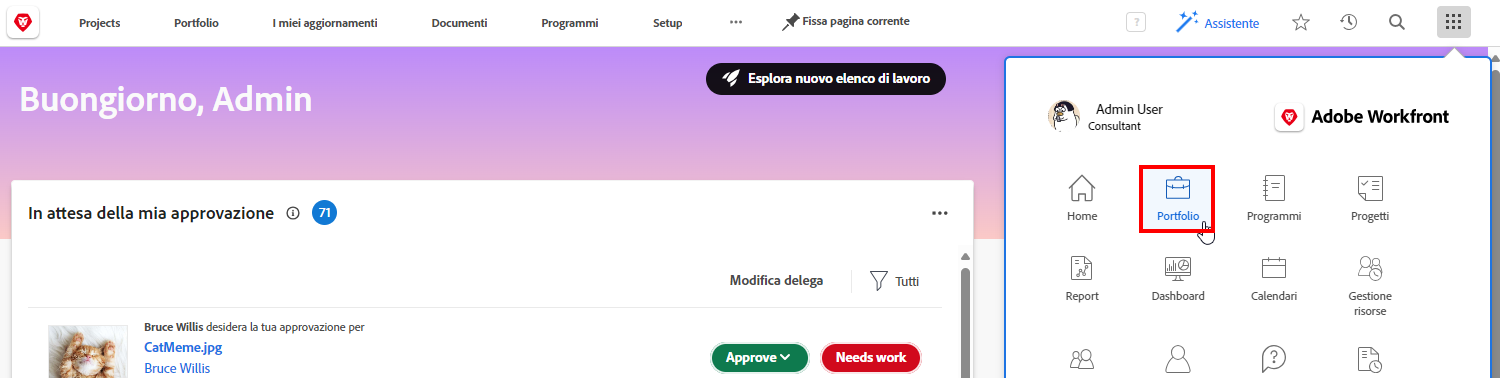 Projects
Portfolio
I miei aggiornamenti
Documenti
Programmi
Setup
Fissa pagina corrente
?
Assistente
Buongiorno, Admin
Esplora nuovo elenco di lavoro
Admin User
Consultant
Adobe Workfront
Home
Portfolio
Programmi
Progetti
In attesa della mia approvazione
71
Report
Dashboard
Calendari
Gestione
risorse
Modifica delega
Tutti
Bruce Willis desidera la tua approvazione per
CatMeme.jpg
Bruce Willis
Approve
Needs work